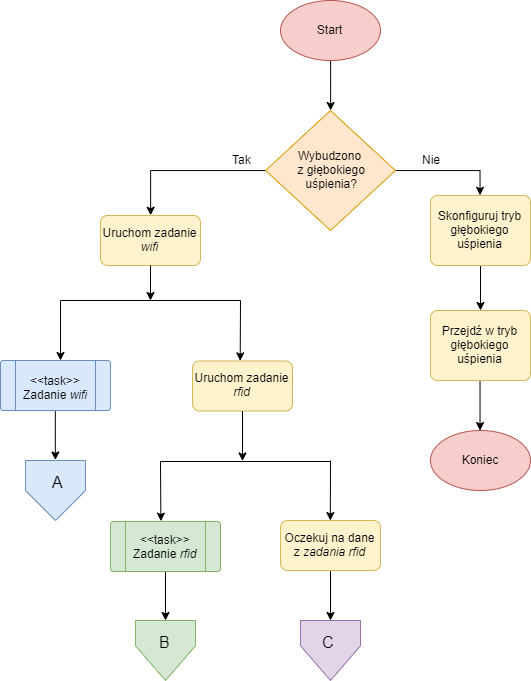 Start
Wybudzono
z głębokiego
uśpienia?
Tak
Nie
Uruchom zadanie
wifi
Skonfiguruj tryb
głębokiego
uśpienia
Przejdź w tryb
głębokiego
uśpienia
<<task>>
Zadanie wifi
Uruchom zadanie
rfid
Koniec
A
<<task>>
Zadanie rfid
Oczekuj na dane
z zadania rfid
B
C